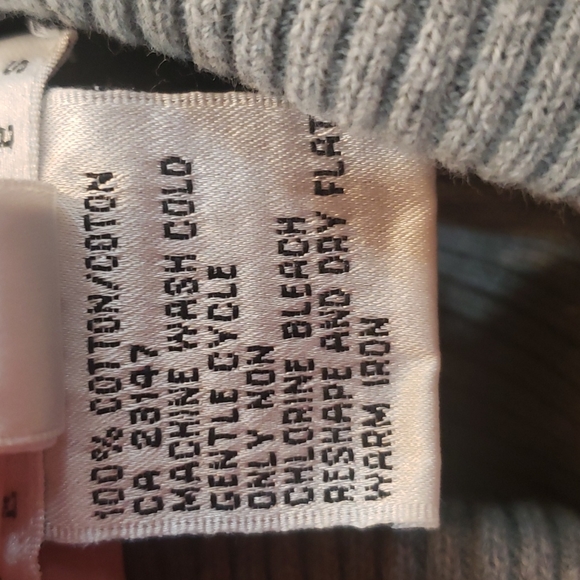 100% COTTON/COTON
CA 23147
MACHINE WASH COLD
GENTLE CYCLE
ONLY NON
CHLORINE BLEACH
RESHAPE AND DRY FLAT
WARM IRON